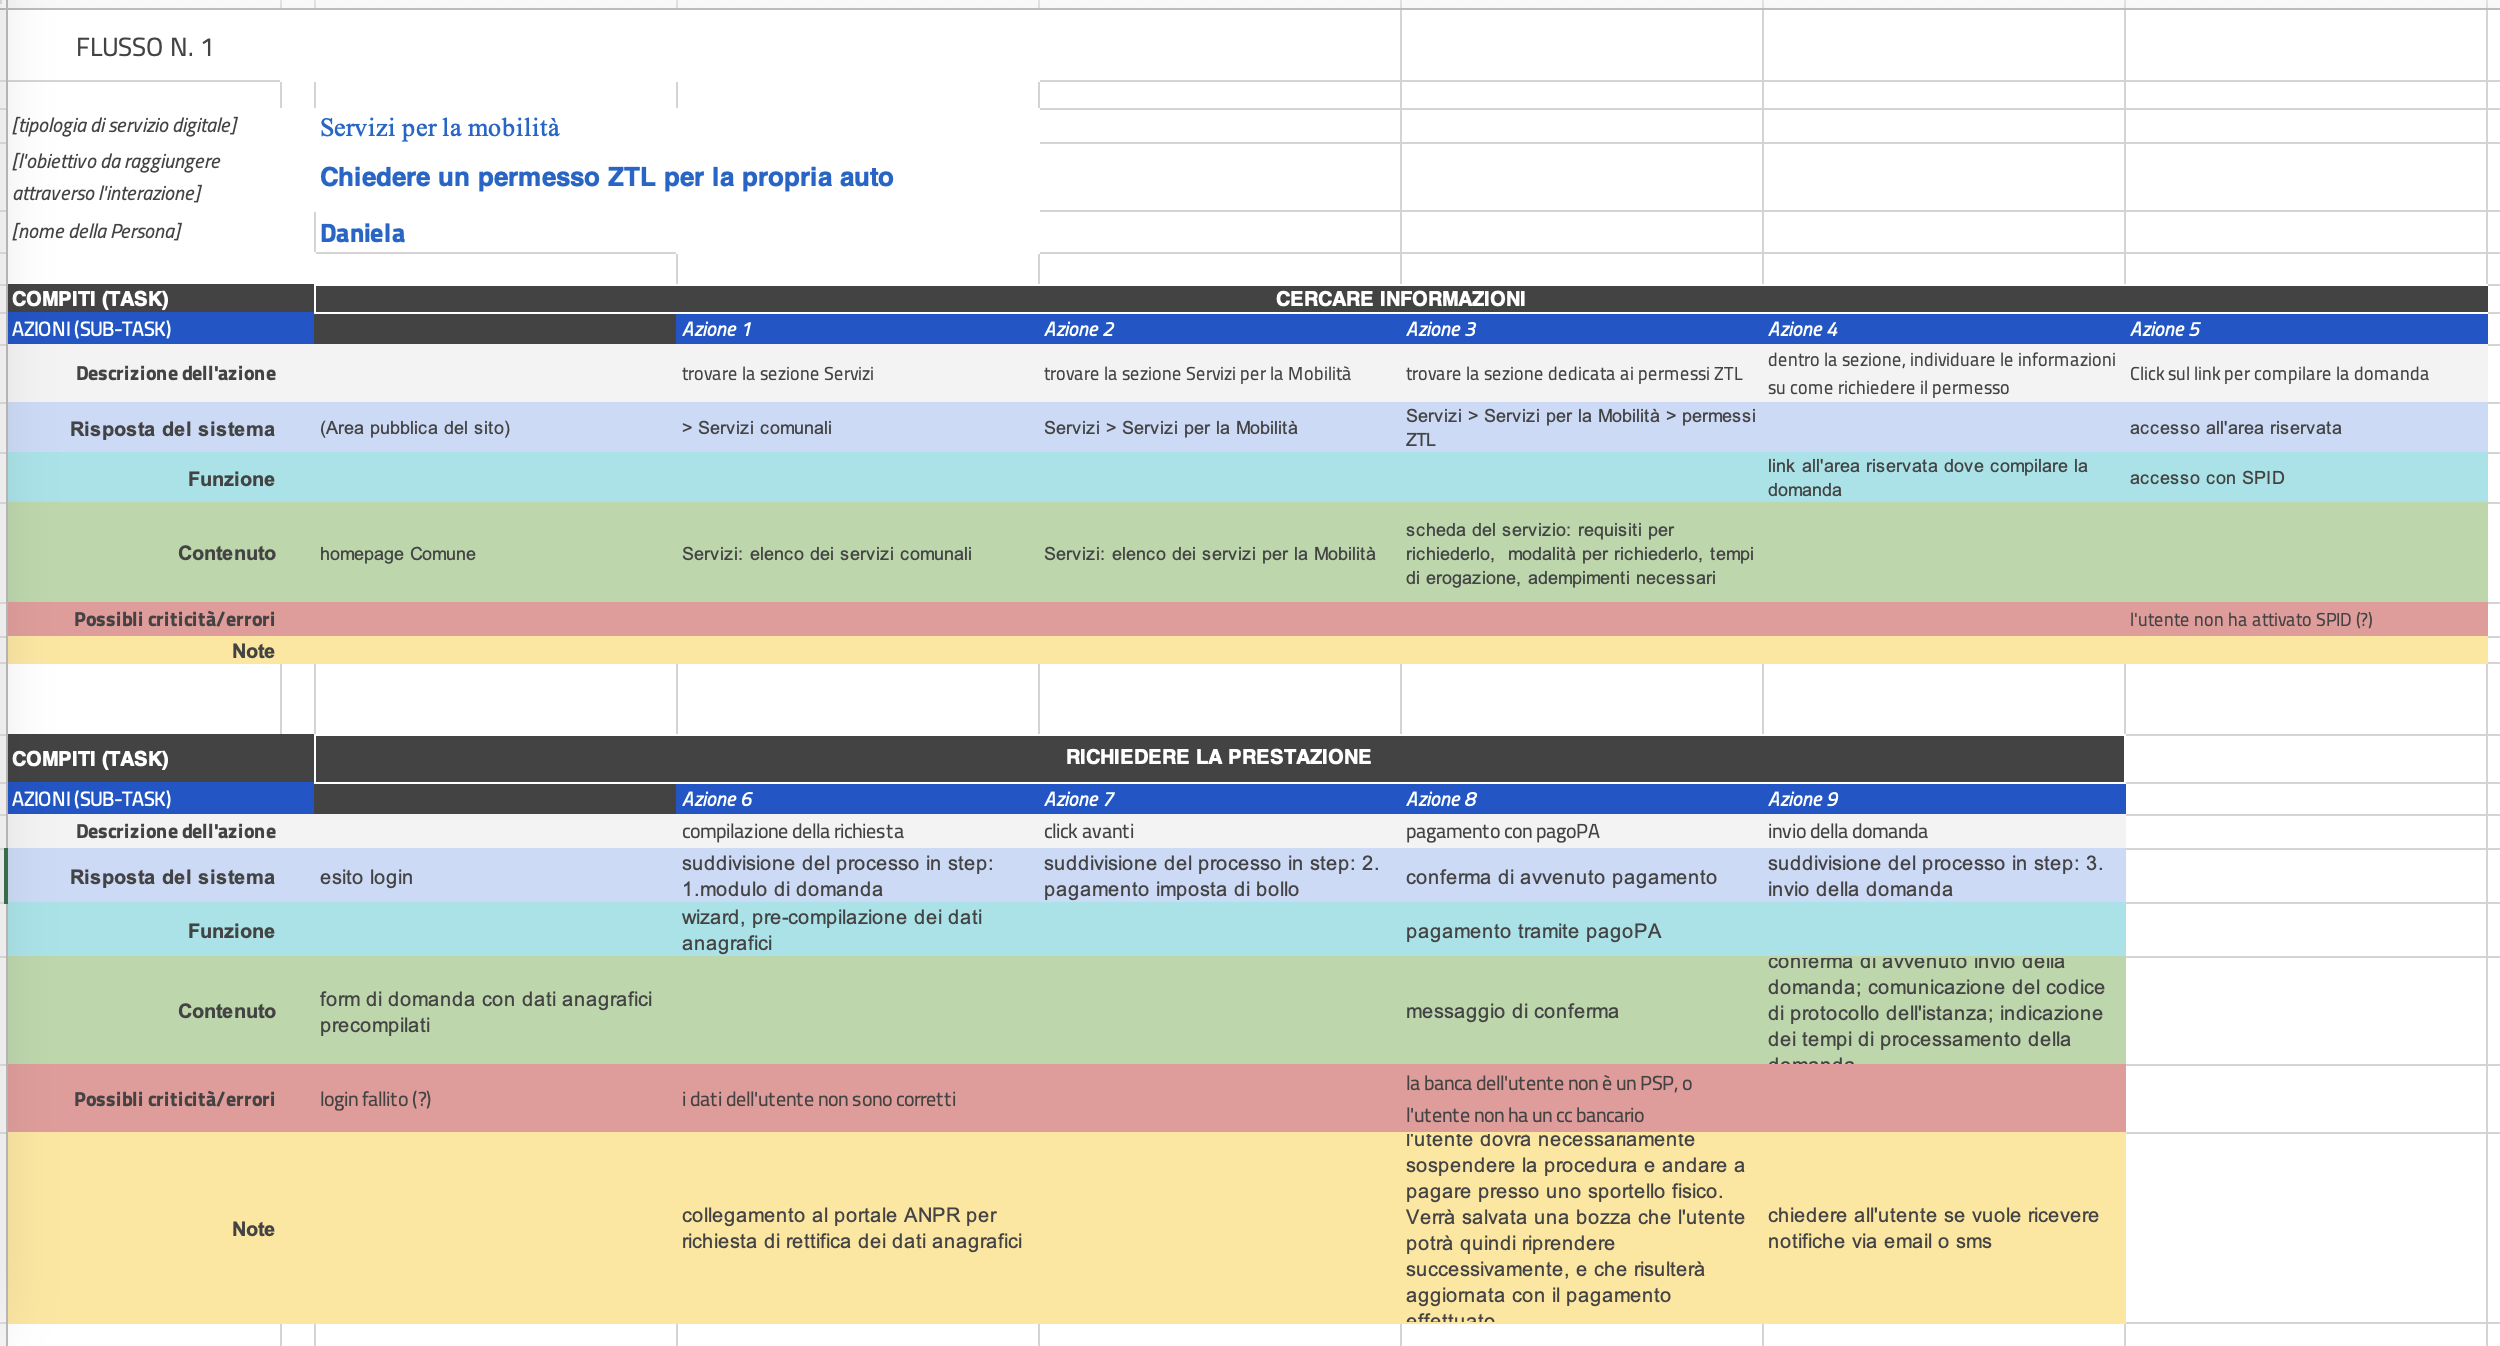 FLUSSO N. 1
[tipologia di servizio digitale]
Servizi per la mobilità
[l'obiettivo da raggiungere
attraverso l'interazione]
Chiedere un permesso ZTL per la propria auto
[nome della Persona]
Daniela
COMPITI (TASK)
CERCARE INFORMAZIONI
AZIONI (SUB-TASK)
Azione 1
Azione 2
Azione 3
Azione 4
Azione 5
Descrizione dell'azione
trovare la sezione Servizi
trovare la sezione Servizi per la Mobilità
trovare la sezione dedicata ai permessi ZTL
dentro la sezione, individuare le informazioni
su come richiedere il permesso
Click sul link per compilare la domanda
Risposta del sistema
(Area pubblica del sito)
> Servizi comunali
Servizi > Servizi per la Mobilità
Servizi > Servizi per la Mobilità > permessi
ZTL
accesso all'area riservata
Funzione
link all'area riservata dove compilare la
domanda
accesso con SPID
Contenuto
homepage Comune
Servizi: elenco dei servizi comunali
Servizi: elenco dei servizi per la Mobilità
scheda del servizio: requisiti per
richiederlo,  modalità per richiederlo, tempi
di erogazione, adempimenti necessari
Possibli criticità/errori
l'utente non ha attivato SPID (?)
Note
COMPITI (TASK)
RICHIEDERE LA PRESTAZIONE
AZIONI (SUB-TASK)
Azione 6
Azione 7
Azione 8
Azione 9
Descrizione dell'azione
compilazione della richiesta
click avanti
pagamento con pagoPA
invio della domanda
Risposta del sistema
esito login
suddivisione del processo in step:
1.modulo di domanda
suddivisione del processo in step: 2.
pagamento imposta di bollo
conferma di avvenuto pagamento
suddivisione del processo in step: 3.
invio della domanda
Funzione
wizard, pre-compilazione dei dati
anagrafici
pagamento tramite pagoPA
Contenuto
form di domanda con dati anagrafici
precompilati
messaggio di conferma
conferma di avvenuto invio della
domanda; comunicazione del codice
di protocollo dell'istanza; indicazione
dei tempi di processamento della
domanda
Possibli criticità/errori
login fallito (?)
i dati dell'utente non sono corretti
la banca dell'utente non è un PSP, o
l'utente non ha un cc bancario
Note
collegamento al portale ANPR per
richiesta di rettifica dei dati anagrafici
l'utente dovrà necessariamente
sospendere la procedura e andare a
pagare presso uno sportello fisico.
Verrà salvata una bozza che l'utente
potrà quindi riprendere
successivamente, e che risulterà
aggiornata con il pagamento
effettuato
chiedere all'utente se vuole ricevere
notifiche via email o sms